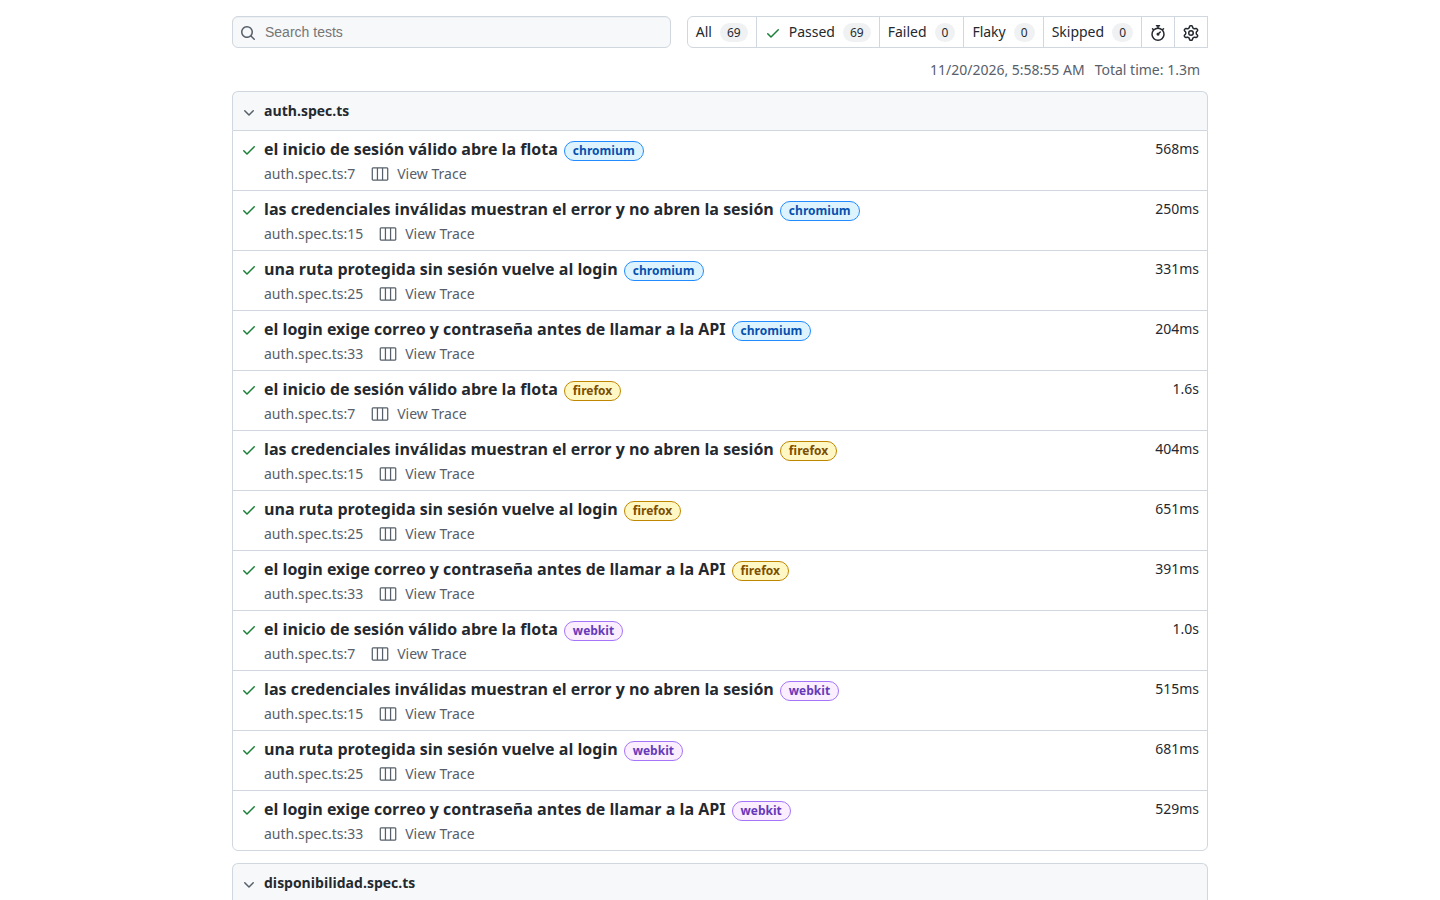 Search tests
All 69 Passed 69 Failed 0 Flaky 0 Skipped 0
11/20/2026, 5:58:55 AM Total time: 1.3m
auth.spec.ts
el inicio de sesión válido abre la flota chromium 568ms
auth.spec.ts:7 View Trace
las credenciales inválidas muestran el error y no abren la sesión chromium 250ms
auth.spec.ts:15 View Trace
una ruta protegida sin sesión vuelve al login chromium 331ms
auth.spec.ts:25 View Trace
el login exige correo y contraseña antes de llamar a la API chromium 204ms
auth.spec.ts:33 View Trace
el inicio de sesión válido abre la flota firefox 1.6s
auth.spec.ts:7 View Trace
las credenciales inválidas muestran el error y no abren la sesión firefox 404ms
auth.spec.ts:15 View Trace
una ruta protegida sin sesión vuelve al login firefox 651ms
auth.spec.ts:25 View Trace
el login exige correo y contraseña antes de llamar a la API firefox 391ms
auth.spec.ts:33 View Trace
el inicio de sesión válido abre la flota webkit 1.0s
auth.spec.ts:7 View Trace
las credenciales inválidas muestran el error y no abren la sesión webkit 515ms
auth.spec.ts:15 View Trace
una ruta protegida sin sesión vuelve al login webkit 681ms
auth.spec.ts:25 View Trace
el login exige correo y contraseña antes de llamar a la API webkit 529ms
auth.spec.ts:33 View Trace
disponibilidad.spec.ts